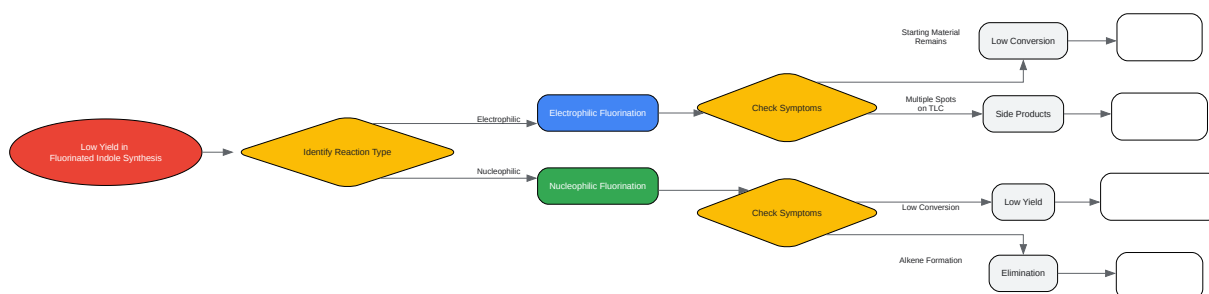 Low Yield in
Fluorinated Indole Synthesis
Identify Reaction Type
Electrophilic
Nucleophilic
Electrophilic Fluorination
Nucleophilic Fluorination
Check Symptoms
Check Symptoms
Starting Material
Remains
Low Conversion
Multiple Spots
on TLC
Side Products
Low Conversion
Low Yield
Alkene Formation
Elimination